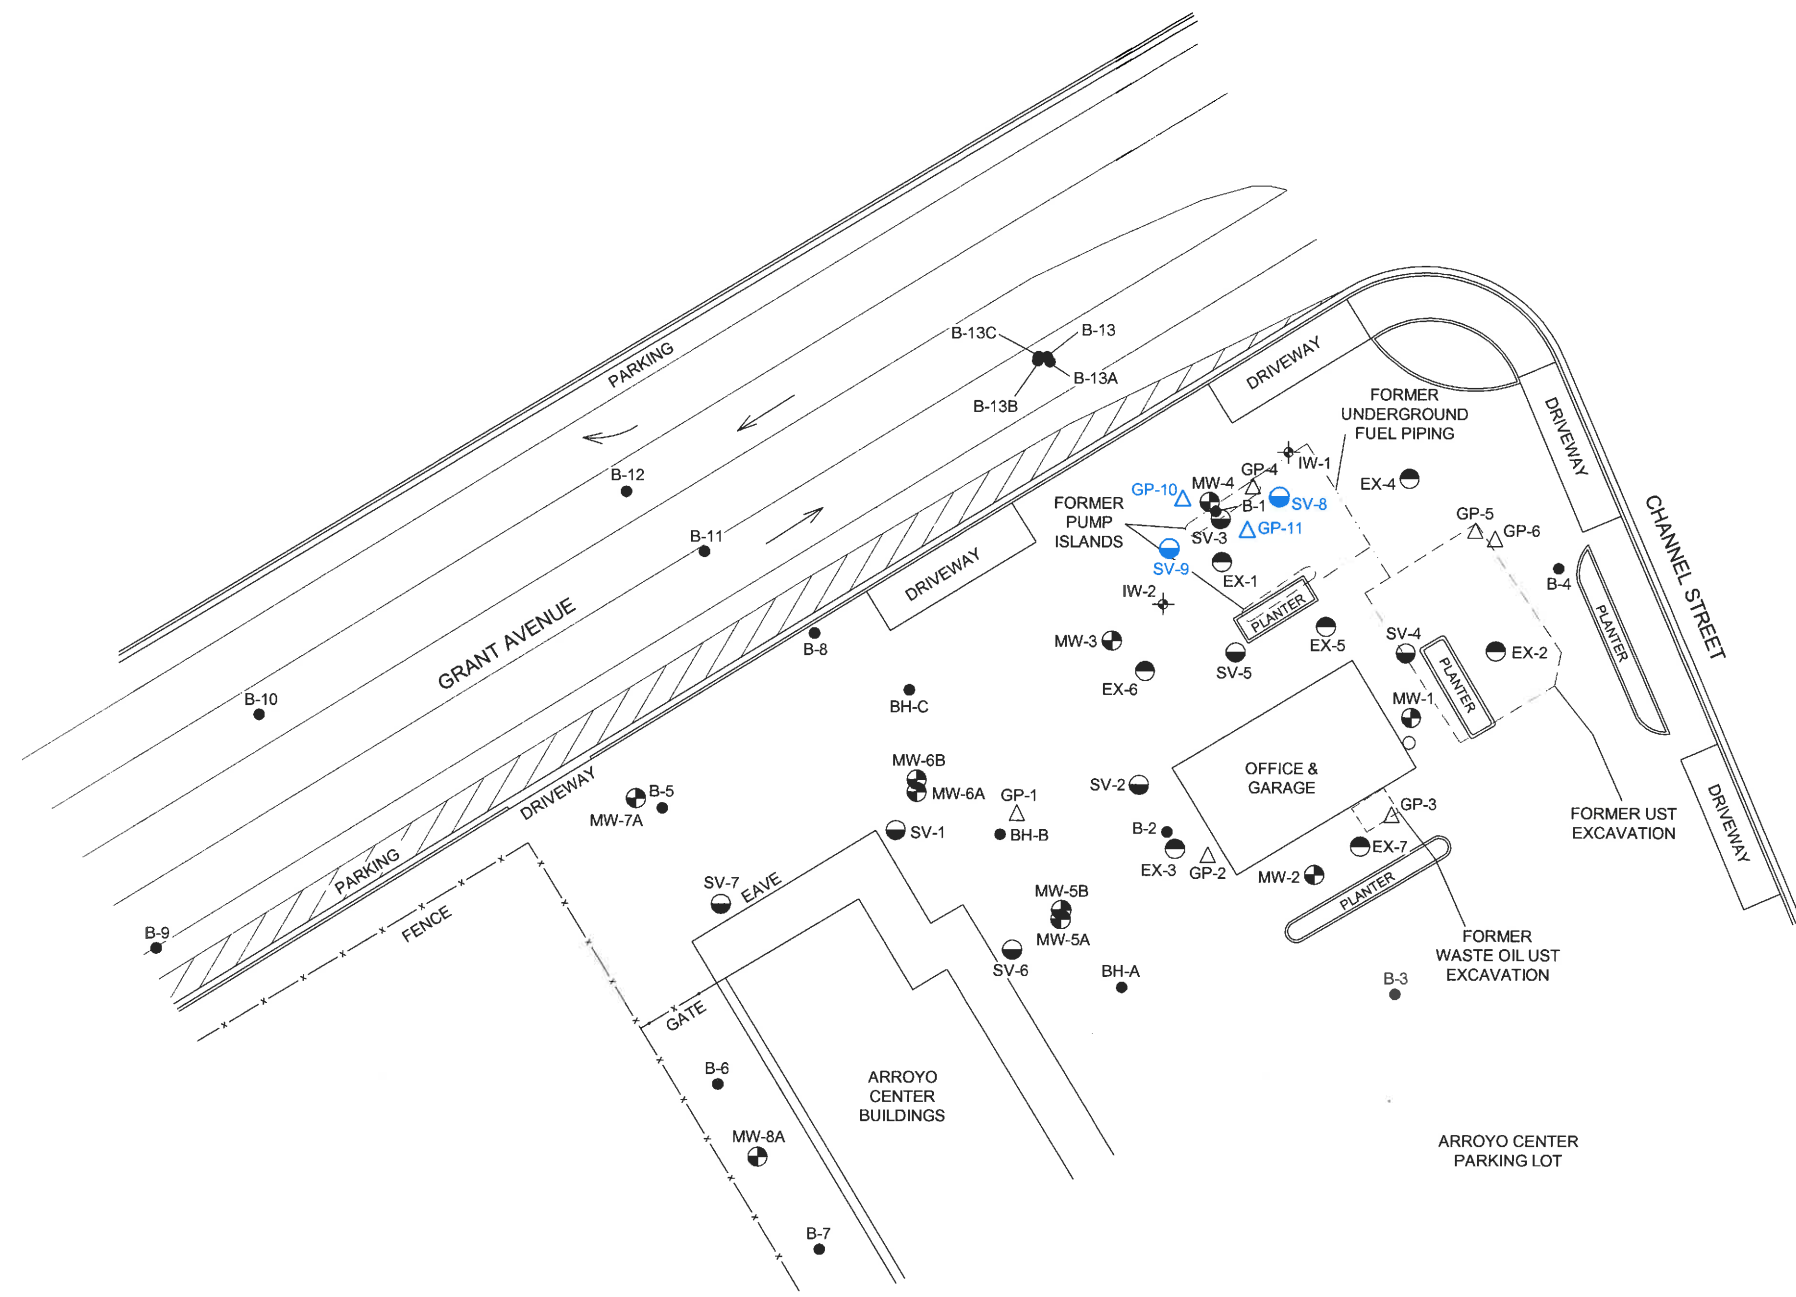 B-13C
B-13
B-13A
B-13B
PARKING
DRIVEWAY
FORMER
UNDERGROUND
FUEL PIPING
DRIVEWAY
CHANNEL STREET
B-12
B-11
GRANT AVENUE
B-10
B-9
PARKING
DRIVEWAY
DRIVEWAY
B-8
FORMER
PUMP
ISLANDS
GP-10
MW-4
GP-4
IW-1
B-1
SV-8
GP-11
SV-3
SV-9
EX-1
EX-4
GP-5
GP-6
B-4
PLANTER
IW-2
MW-3
EX-6
PLANTER
SV-5
EX-5
SV-4
EX-2
PLANTER
MW-1
BH-C
MW-6B
MW-6A
B-5
MW-7A
SV-1
GP-1
BH-B
SV-2
OFFICE &
GARAGE
B-2
EX-3
GP-2
GP-3
EX-7
MW-2
PLANTER
FORMER UST
EXCAVATION
DRIVEWAY
FORMER
WASTE OIL UST
EXCAVATION
SV-7
EAVE
FENCE
MW-5B
MW-5A
SV-6
BH-A
B-3
GATE
B-6
MW-8A
B-7
ARROYO
CENTER
BUILDINGS
ARROYO CENTER
PARKING LOT